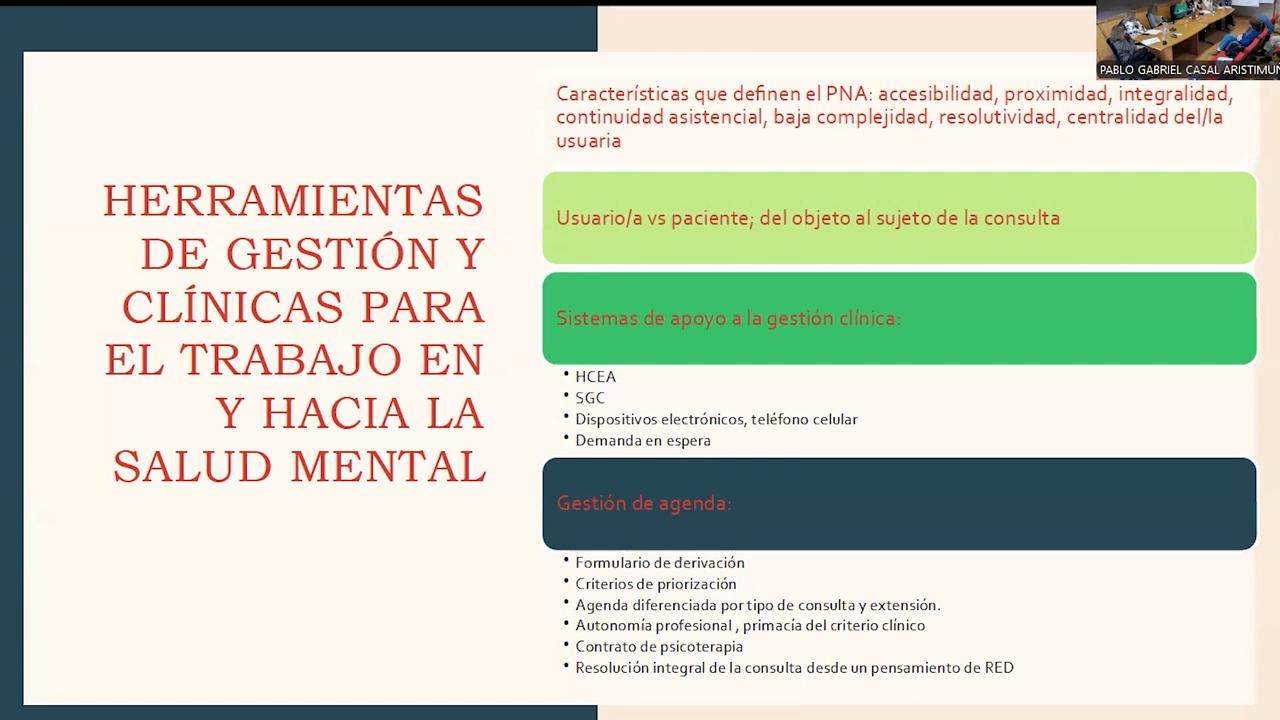 PABLO GABRIEL CASAL ARISTIMUÑ
HERRAMIENTAS
DE GESTIÓN Y
CLÍNICAS PARA
EL TRABAJO EN
Y HACIA LA
SALUD MENTAL
Características que definen el PNA: accesibilidad, proximidad, integralidad,
continuidad asistencial, baja complejidad, resolutividad, centralidad del/la
usuaria
Usuario/a vs paciente; del objeto al sujeto de la consulta
Sistemas de apoyo a la gestión clínica:
• HCEA
• SGC
• Dispositivos electrónicos, teléfono celular
• Demanda en espera
Gestión de agenda:
• Formulario de derivación
• Criterios de priorización
• Agenda diferenciada por tipo de consulta y extensión.
• Autonomía profesional , primacía del criterio clínico
• Contrato de psicoterapia
• Resolución integral de la consulta desde un pensamiento de RED